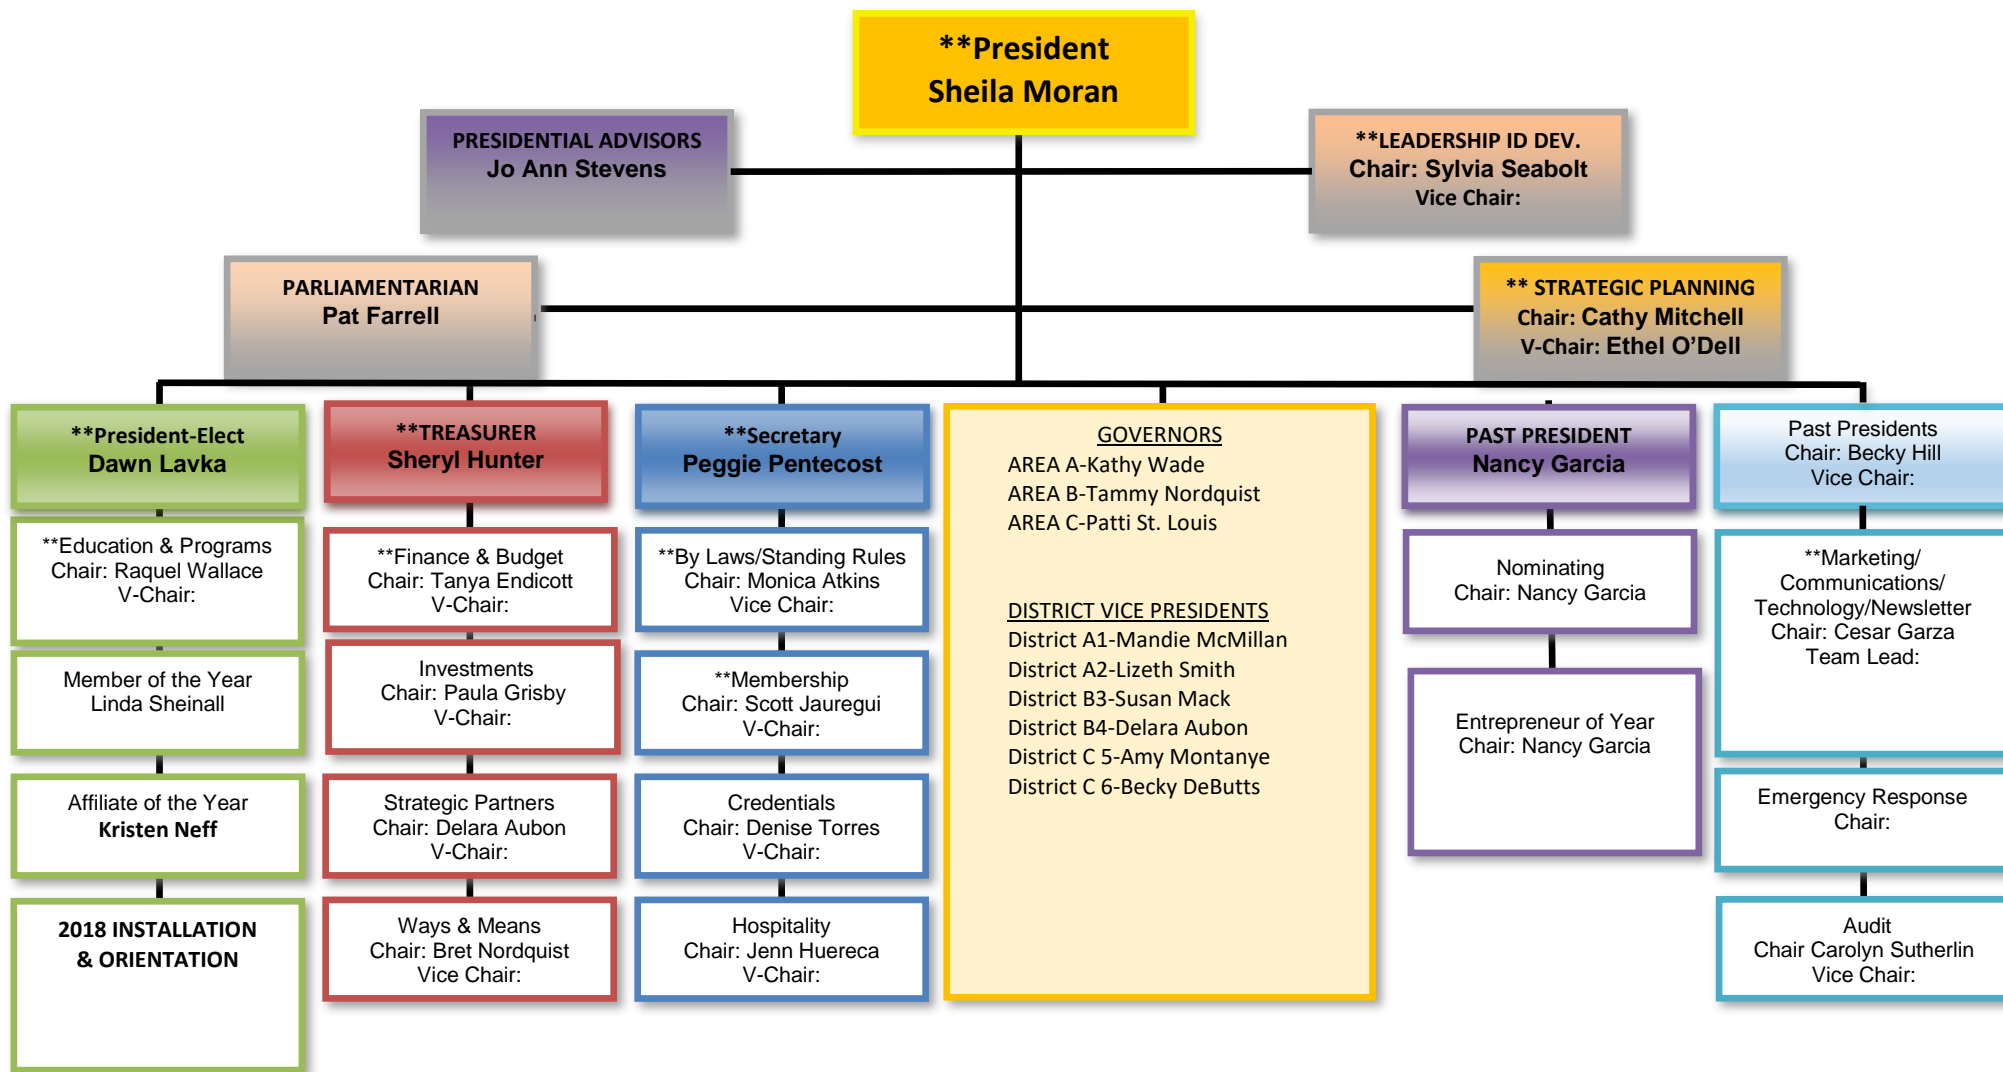 **President
Sheila Moran
PRESIDENTIAL ADVISORS
Jo Ann Stevens
**LEADERSHIP ID DEV.
Chair: Sylvia Seabolt
Vice Chair:
PARLIAMENTARIAN
Pat Farrell
** STRATEGIC PLANNING
Chair: Cathy Mitchell
V-Chair: Ethel O’Dell
**President-Elect
Dawn Lavka
**Education & Programs
Chair: Raquel Wallace
V-Chair:
Member of the Year
Linda Sheinall
Affiliate of the Year
Kristen Neff
2018 INSTALLATION
& ORIENTATION
**TREASURER
Sheryl Hunter
**Finance & Budget
Chair: Tanya Endicott
V-Chair:
Investments
Chair: Paula Grisby
V-Chair:
Strategic Partners
Chair: Delara Aubon
V-Chair:
Ways & Means
Chair: Bret Nordquist
Vice Chair:
**Secretary
Peggie Pentecost
**By Laws/Standing Rules
Chair: Monica Atkins
Vice Chair:
**Membership
Chair: Scott Jauregui
V-Chair:
Credentials
Chair: Denise Torres
V-Chair:
Hospitality
Chair: Jenn Huereca
V-Chair:
GOVERNORS
AREA A-Kathy Wade
AREA B-Tammy Nordquist
AREA C-Patti St. Louis
DISTRICT VICE PRESIDENTS
District A1-Mandie McMillan
District A2-Lizeth Smith
District B3-Susan Mack
District B4-Delara Aubon
District C 5-Amy Montanye
District C 6-Becky DeButts
PAST PRESIDENT
Nancy Garcia
Nominating
Chair: Nancy Garcia
Entrepreneur of Year
Chair: Nancy Garcia
Past Presidents
Chair: Becky Hill
Vice Chair:
**Marketing/
Communications/
Technology/Newsletter
Chair: Cesar Garza
Team Lead:
Emergency Response
Chair:
Audit
Chair Carolyn Sutherlin
Vice Chair: